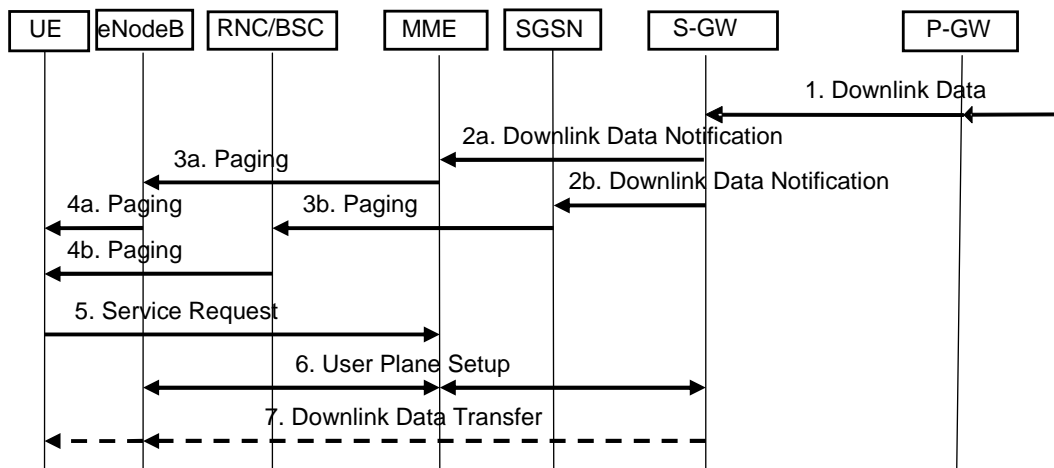 UE eNodeB RNC/BSC MME SGSN S-GW P-GW
1. Downlink Data
2a. Downlink Data Notification
3a. Paging
2b. Downlink Data Notification
4a. Paging 3b. Paging
4b. Paging
5. Service Request
6. User Plane Setup
7. Downlink Data Transfer